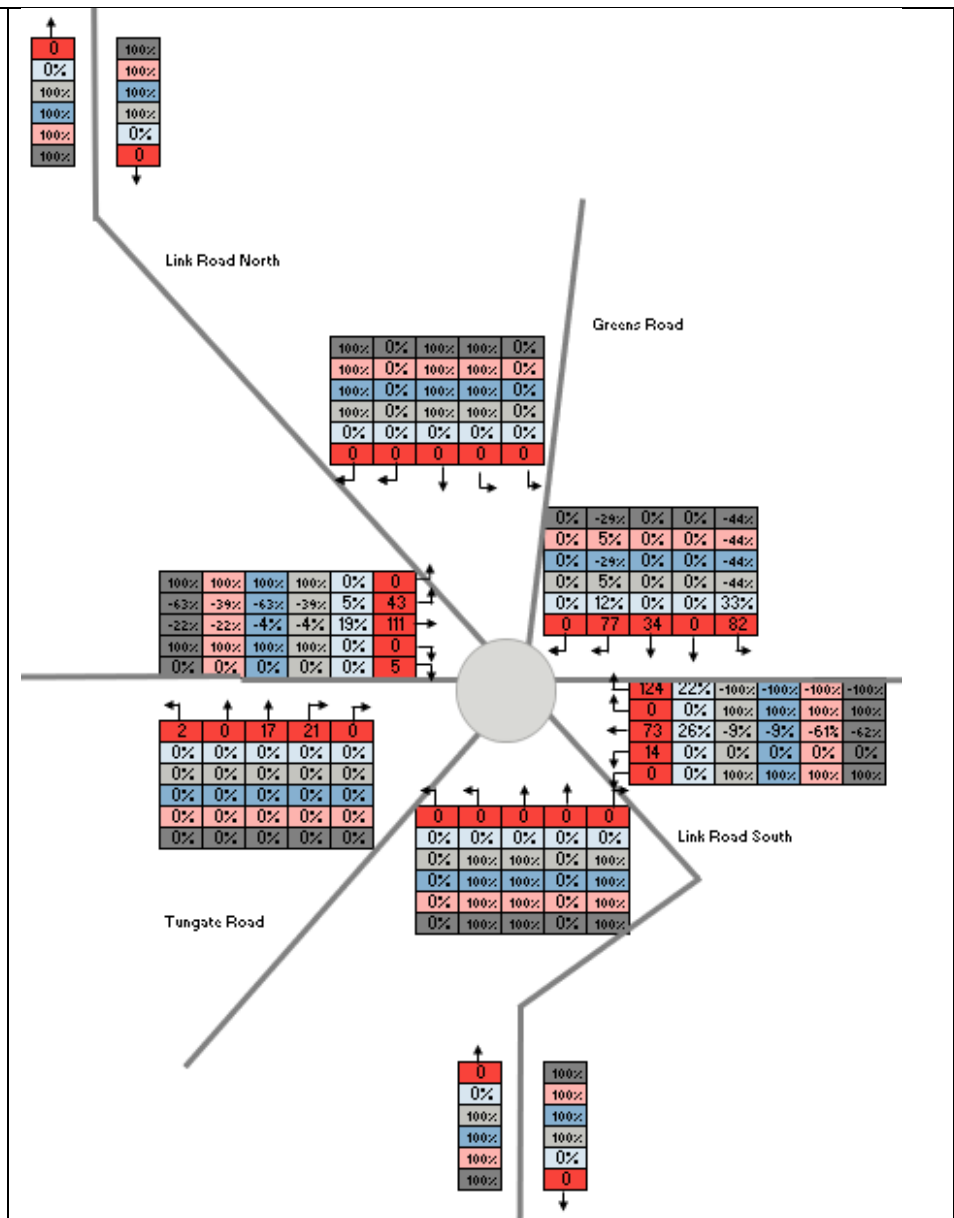 0 100%
0% 100%
100% 100%
100% 100%
100% 0%
100% 0
Link Road North
Greens Road
100% 0% 100% 100% 0%
100% 0% 100% 100% 0%
100% 0% 100% 100% 0%
100% 0% 100% 100% 0%
0% 0% 0% 0% 0%
0 0 0 0 0
0% -29% 0% 0% -44%
0% 5% 0% 0% -44%
0% -29% 0% 0% -44%
0% 5% 0% 0% -44%
0% 12% 0% 0% 33%
0 77 34 0 82
100% 100% 100% 100% 0% 0
-63% -39% -63% -39% 5% 43
-22% -22% -4% -4% 19% 111
100% 100% 100% 100% 0% 0
0% 0% 0% 0% 0% 5
124 22% -100% -100% -100% -100%
0 0% 100% 100% 100% 100%
73 26% -9% -9% -61% -62%
14 0% 0% 0% 0% 0%
0 0% 100% 100% 100% 100%
2 0 17 21 0
0% 0% 0% 0% 0%
0% 0% 0% 0% 0%
0% 0% 0% 0% 0%
0% 0% 0% 0% 0%
0% 0% 0% 0% 0%
0 0 0 0 0
0% 0% 0% 0% 0%
0% 100% 100% 0% 100%
0% 100% 100% 0% 100%
0% 100% 100% 0% 100%
0% 100% 100% 0% 100%
Link Road South
Tungate Road
0 100%
0% 100%
100% 100%
100% 100%
100% 0%
100% 0